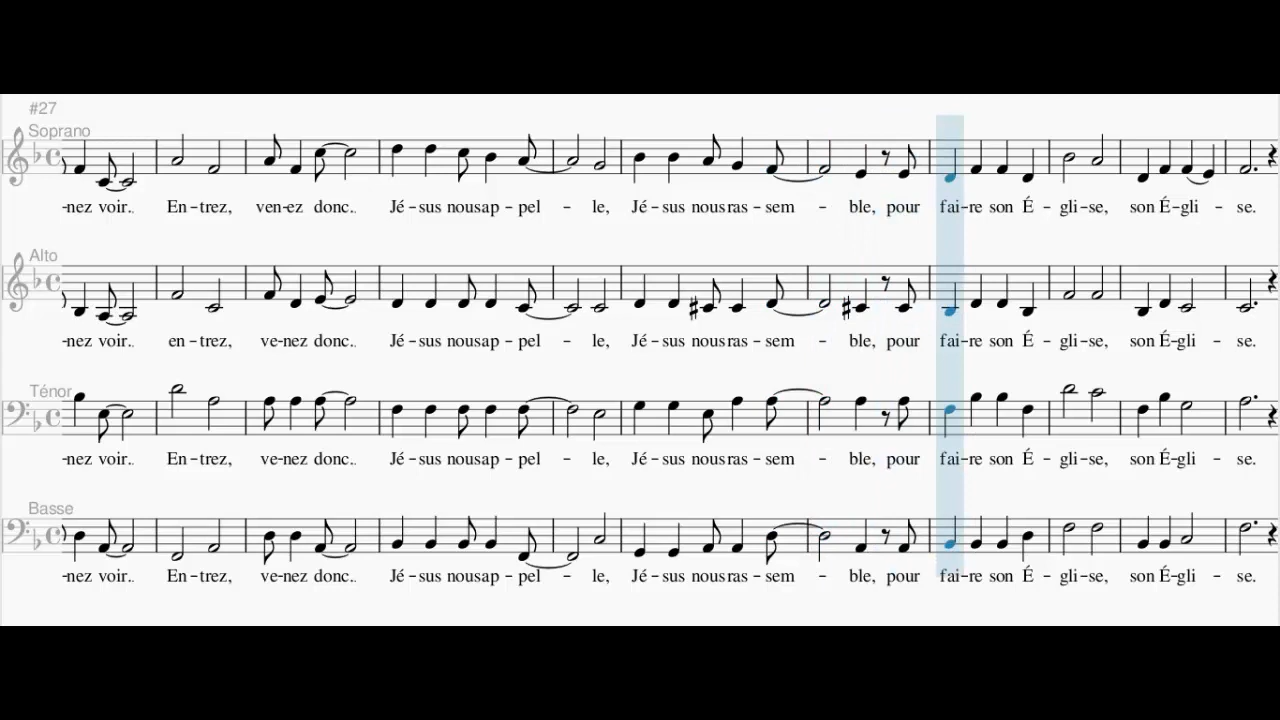 #27
Soprano
-nez voir.. En-trez, ven-ez donc.. Jé-sus nous ap-pel - le, Jé-sus nous ras-sem - ble, pour fai-re son É-gli-se, son É-gli - se.
Alto
-nez voir.. en-trez, ve-nez donc.. Jé-sus nous ap-pel - le, Jé-sus nous ras-sem - ble, pour fai-re son É-gli-se, son É-gli - se.
Ténor
-nez voir.. En-trez, ve-nez donc.. Jé-sus nous ap-pel - le, Jé-sus nous ras-sem - ble, pour fai-re son É-gli-se, son É-gli - se.
Basse
-nez voir.. En-trez, ve-nez donc.. Jé-sus nous ap-pel - le, Jé-sus nous ras-sem - ble, pour fai-re son É-gli-se, son É-gli - se.